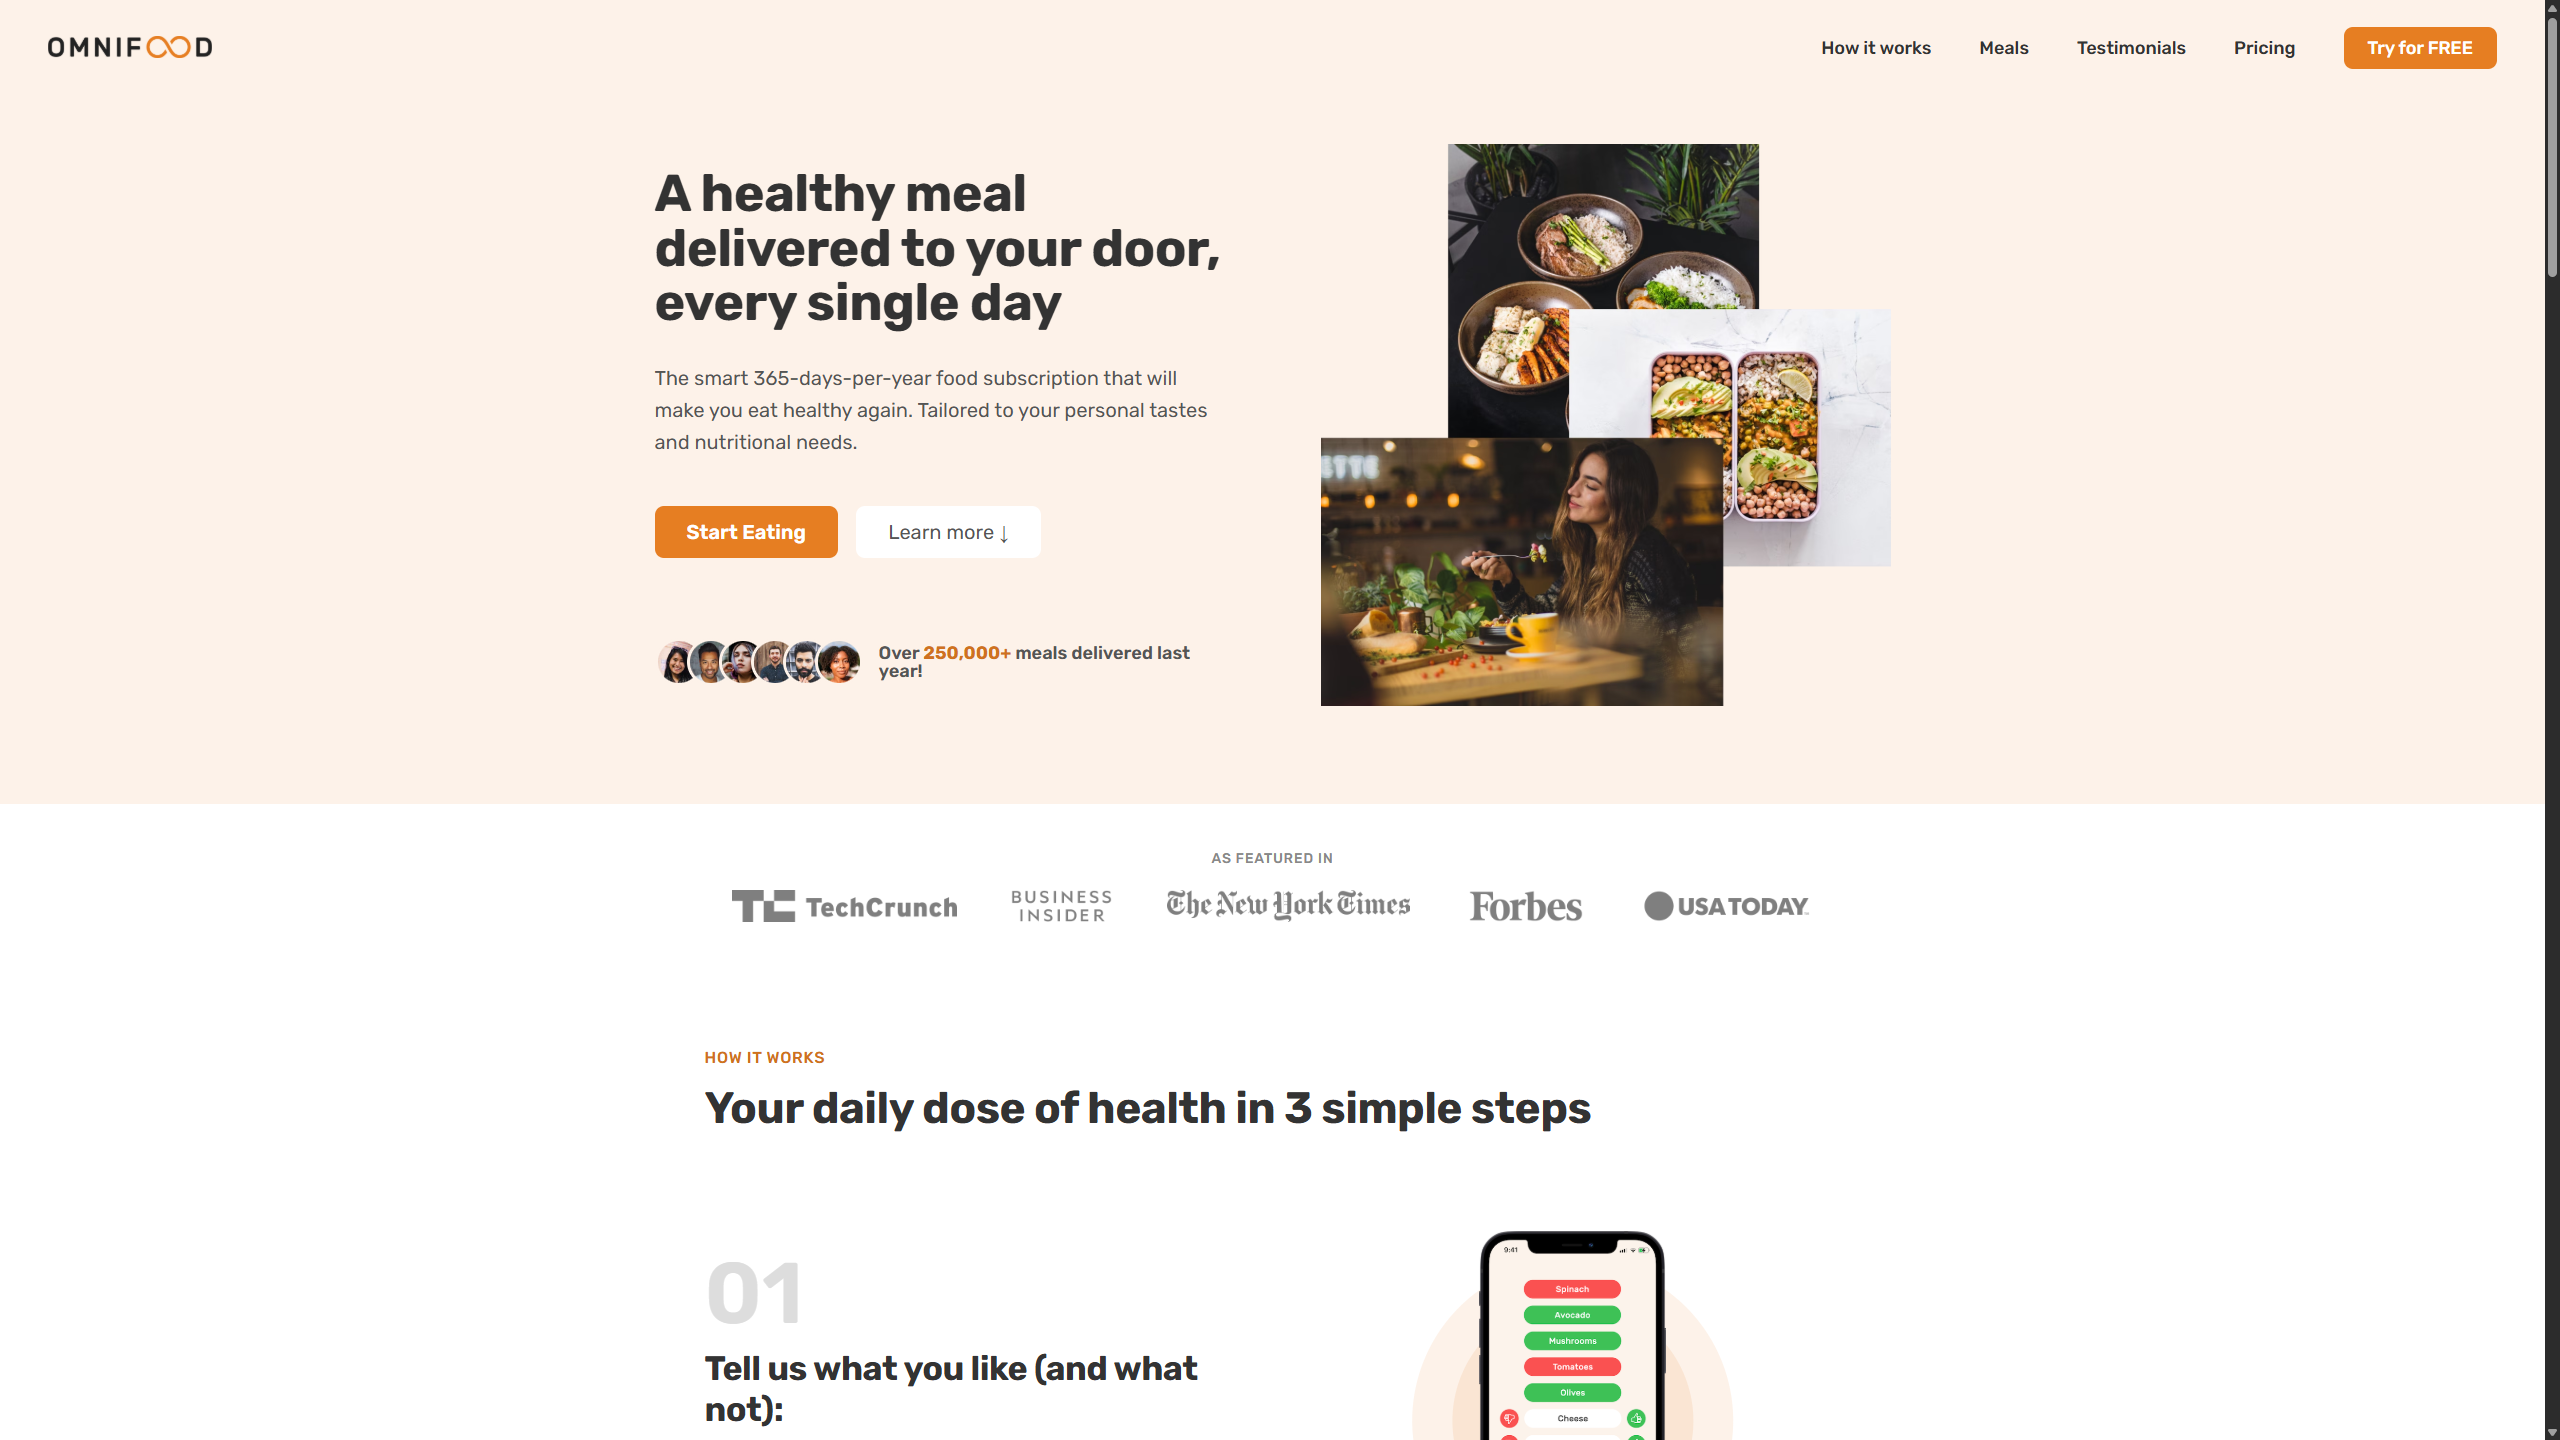 OMNIFOOD
How it works
Meals
Testimonials
Pricing
Try for FREE
A healthy meal
delivered to your door,
every single day
The smart 365-days-per-year food subscription that will
make you eat healthy again. Tailored to your personal tastes
and nutritional needs.
Start Eating
Learn more ↓
Over 250,000+ meals delivered last
year!
AS FEATURED IN
TechCrunch
BUSINESS
INSIDER
The New York Times
Forbes
USA TODAY
HOW IT WORKS
Your daily dose of health in 3 simple steps
01
Tell us what you like (and what
not):
9:41
Spinach
Avocado
Mushrooms
Tomatoes
Olives
Cheese